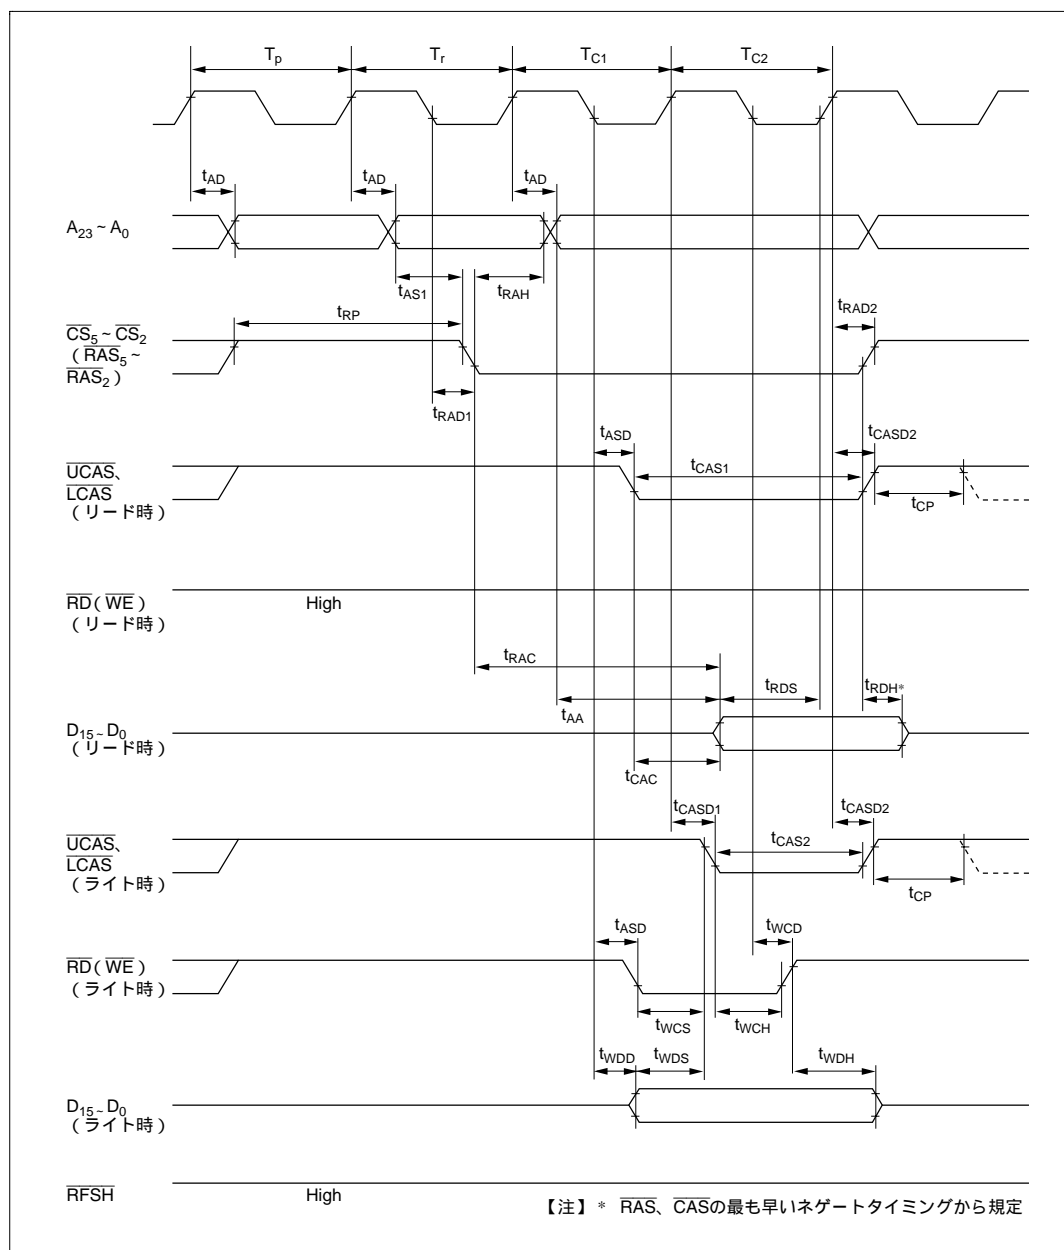 Tp Tr TC1 TC2
tAD tAD tAD
A23 ~ A0
tAS1 tRAH
tRP tRAD2
CS5 ~ CS2
( RAS5 ~
RAS2 )
tRAD1
tASD tCASD2
tCAS1
UCAS、
LCAS
( リード時 )
tCP
RD( WE )
( リード時 )
High
tRAC
tRDS tRDH*
tAA
D15 ~ D0
( リード時 )
tCAC
tCASD1 tCASD2
tCAS2
UCAS、
LCAS
( ライト時 )
tCP
tASD tWCD
RD( WE )
( ライト時 )
tWCS tWCH
tWDD tWDS tWDH
D15 ~ D0
( ライト時 )
RFSH High
【注】 * RAS、CASの最も早いネゲートタイミングから規定